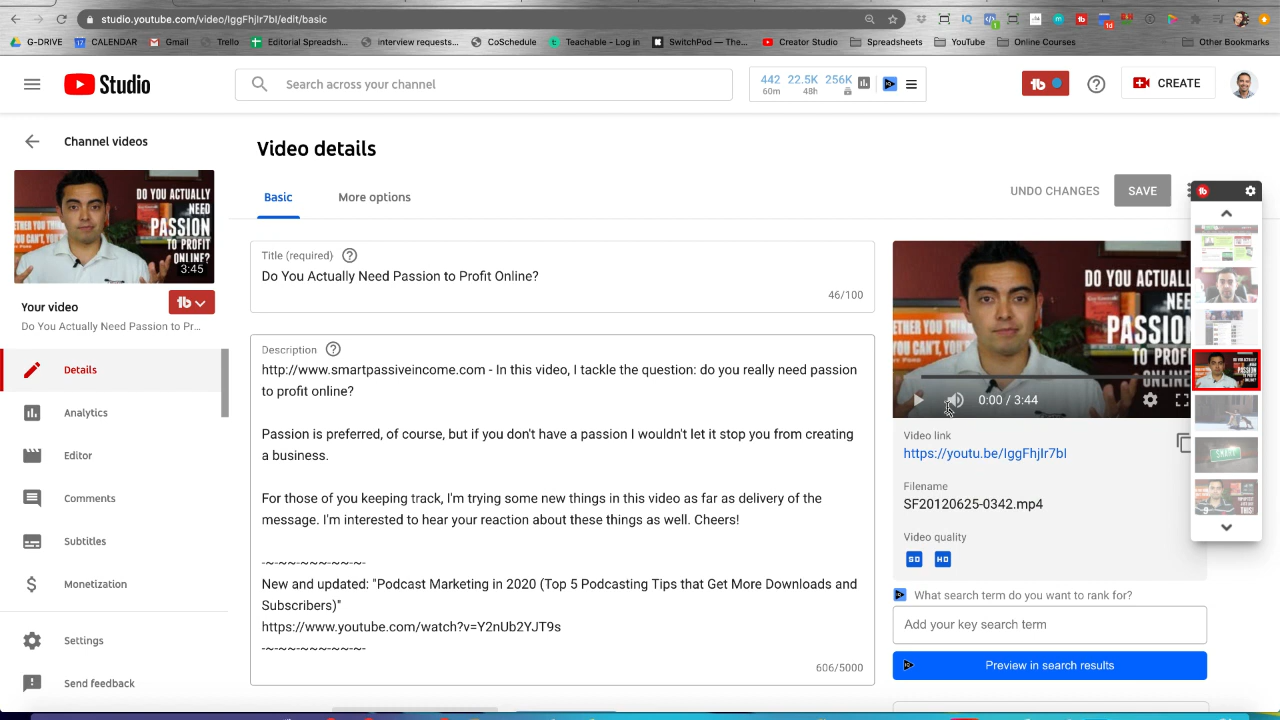 studio.youtube.com/video/IggFhjIr7bI/edit/basic
G-DRIVE
17 CALENDAR
Gmail
Trello
Editorial Spreadsh...
interview requests...
CoSchedule
Teachable - Log in
SwitchPod — The...
Creator Studio
Spreadsheets
YouTube
Online Courses
Other Bookmarks
Studio
Search across your channel
442 22.5K 256K
60m 48h
CREATE
Channel videos
Video details
DO YOU ACTUALLY
NEED
PASSION
TO PROFIT
ONLINE?
3:45
Your video
Do You Actually Need Passion to Pr...
Basic
More options
UNDO CHANGES
SAVE
Title (required)
Do You Actually Need Passion to Profit Online?
46/100
Details
Analytics
Editor
Comments
Subtitles
Monetization
Settings
Send feedback
Description
http://www.smartpassiveincome.com - In this video, I tackle the question: do you really need passion
to profit online?
Passion is preferred, of course, but if you don't have a passion I wouldn't let it stop you from creating
a business.
For those of you keeping track, I'm trying some new things in this video as far as delivery of the
message. I'm interested to hear your reaction about these things as well. Cheers!
-~-~~-~~~-~~-~-
New and updated: "Podcast Marketing in 2020 (Top 5 Podcasting Tips that Get More Downloads and
Subscribers)"
https://www.youtube.com/watch?v=Y2nUb2YJT9s
-~-~~-~~~-~~-~-
606/5000
DO YOU ACTUALLY
NEE
PASSION
TO PROFI
ONLINE
0:00 / 3:44
Video link
https://youtu.be/IggFhjIr7bI
Filename
SF20120625-0342.mp4
Video quality
SD HD
What search term do you want to rank for?
Add your key search term
Preview in search results
START